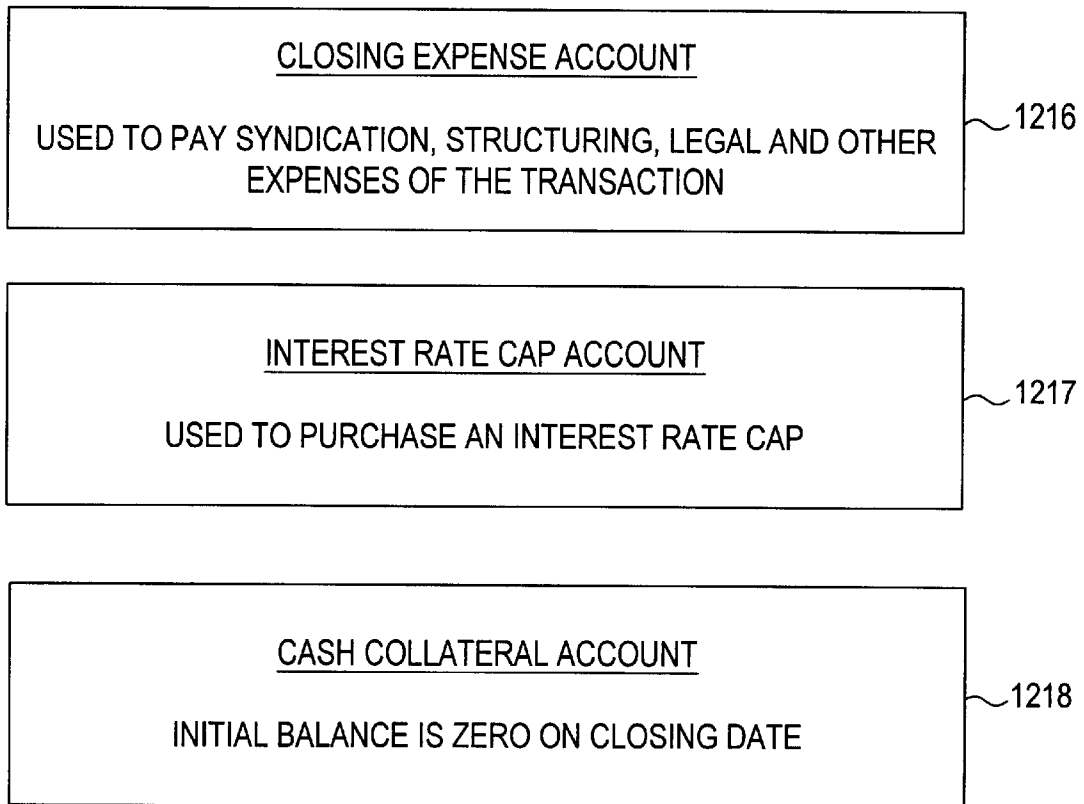 CLOSING EXPENSE ACCOUNT
USED TO PAY SYNDICATION, STRUCTURING, LEGAL AND OTHER
EXPENSES OF THE TRANSACTION
1216
INTEREST RATE CAP ACCOUNT
USED TO PURCHASE AN INTEREST RATE CAP
1217
CASH COLLATERAL ACCOUNT
INITIAL BALANCE IS ZERO ON CLOSING DATE
1218